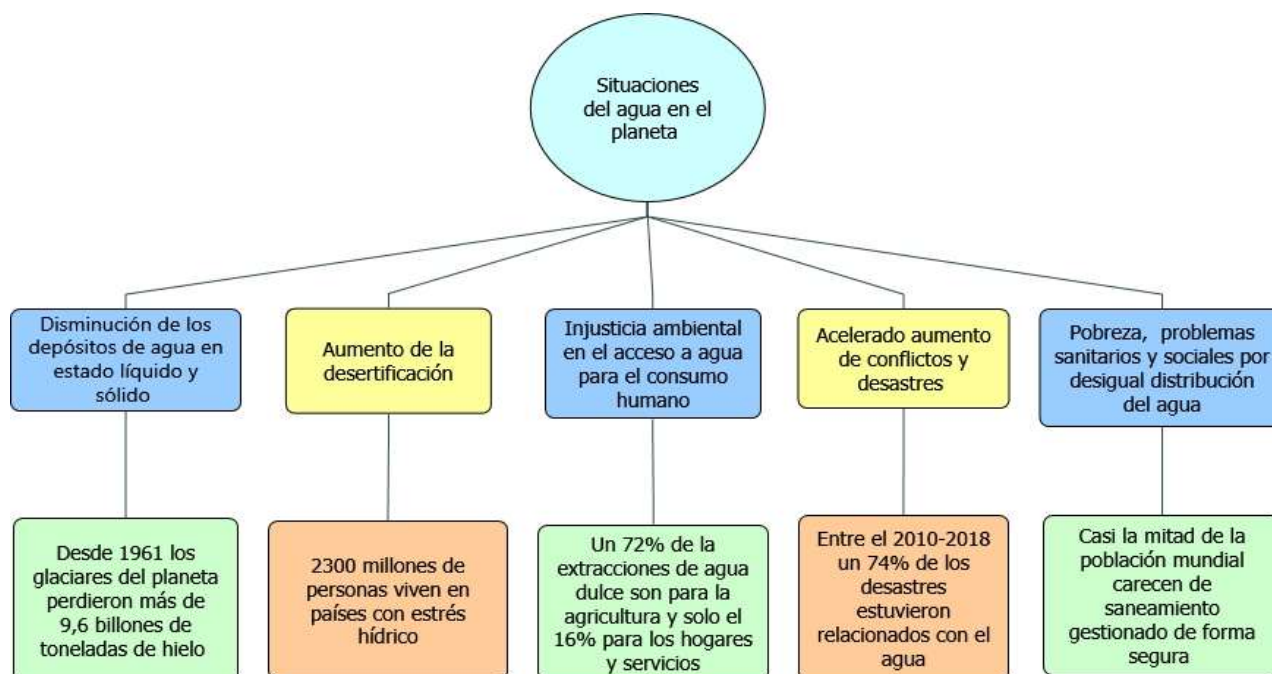 Situaciones
del agua en el
planeta
Disminución de los
depósitos de agua en
estado líquido y
sólido
Aumento de la
desertificación
Injusticia ambiental
en el acceso a agua
para el consumo
humano
Acelerado aumento
de conflictos y
desastres
Pobreza, problemas
sanitarios y sociales por
desigual distribución
del agua
Desde 1961 los
glaciares del planeta
perdieron más de
9,6 billones de
toneladas de hielo
2300 millones de
personas viven en
países con estrés
hídrico
Un 72% de la
extracciones de agua
dulce son para la
agricultura y solo el
16% para los hogares
y servicios
Entre el 2010-2018
un 74% de los
desastres
estuvieron
relacionados con el
agua
Casi la mitad de la
población mundial
carecen de
saneamiento
gestionado de forma
segura